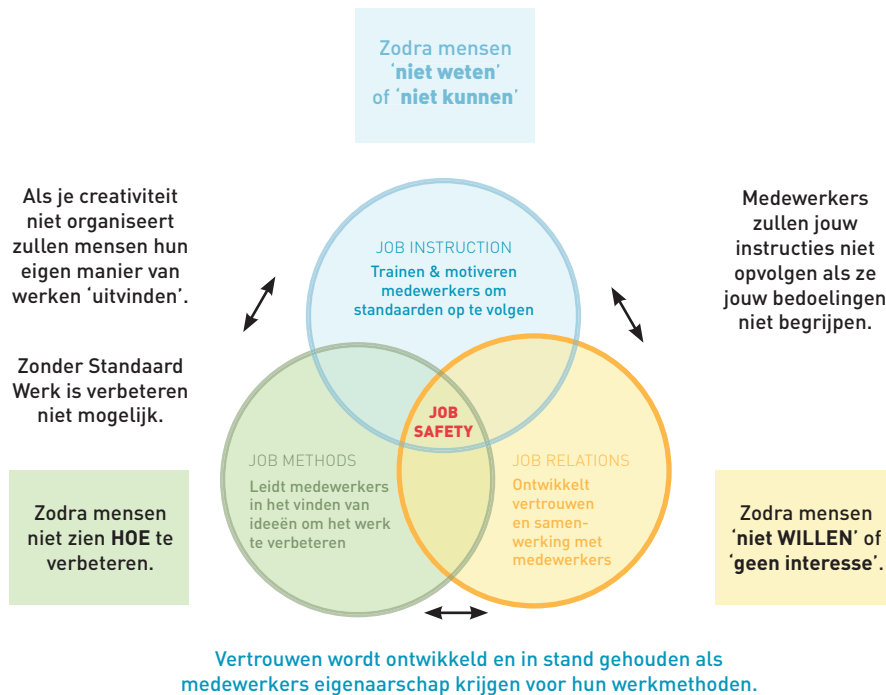 Zodra mensen
‘niet weten’
of ‘niet kunnen’
Als je creativiteit
niet organiseert
zullen mensen hun
eigen manier van
werken ‘uitvinden’.
Zonder Standaard
Werk is verbeteren
niet mogelijk.
JOB INSTRUCTION
Trainen & motiveren
medewerkers om
standaarden op te volgen
Medewerkers
zullen jouw
instructies niet
opvolgen als ze
jouw bedoelingen
niet begrijpen.
JOB
SAFETY
JOB METHODS
Leidt medewerkers
in het vinden van
ideeën om het werk
te verbeteren
JOB RELATIONS
Ontwikkelt
vertrouwen
en samen-
werking met
medewerkers
Zodra mensen
niet zien HOE te
verbeteren.
Zodra mensen
‘niet WILLEN’ of
‘geen interesse’.
Vertrouwen wordt ontwikkeld en in stand gehouden als
medewerkers eigenaarschap krijgen voor hun werkmethoden.